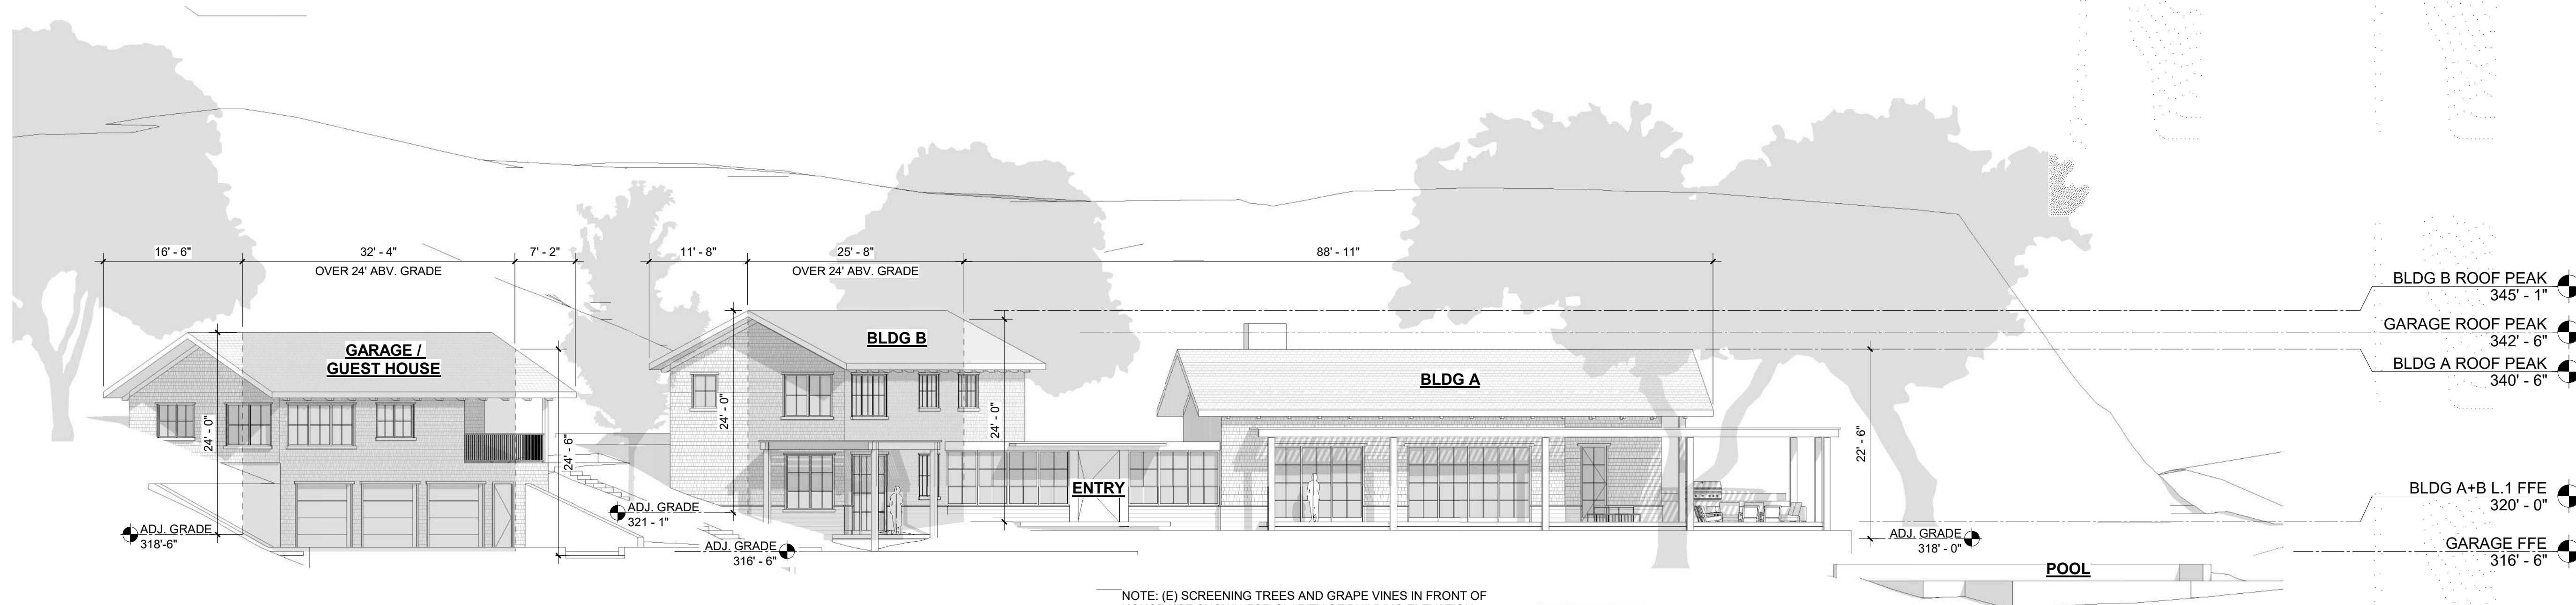 16' - 6"
32' - 4"
7' - 2"
11' - 8"
25' - 8"
88' - 11"
OVER 24' ABV. GRADE
OVER 24' ABV. GRADE
BLDG B ROOF PEAK
345' - 1"
GARAGE ROOF PEAK
342' - 6"
BLDG A ROOF PEAK
340' - 6"
GARAGE /
GUEST HOUSE
BLDG B
BLDG A
24' - 0"
24' - 6"
24' - 0"
24' - 0"
22' - 6"
ENTRY
BLDG A+B L.1 FFE
320' - 0"
ADJ. GRADE
318'-6"
ADJ. GRADE
321 - 1"
ADJ. GRADE
316' - 6"
ADJ. GRADE
318' - 0"
GARAGE FFE
316' - 6"
POOL
NOTE: (E) SCREENING TREES AND GRAPE VINES IN FRONT OF